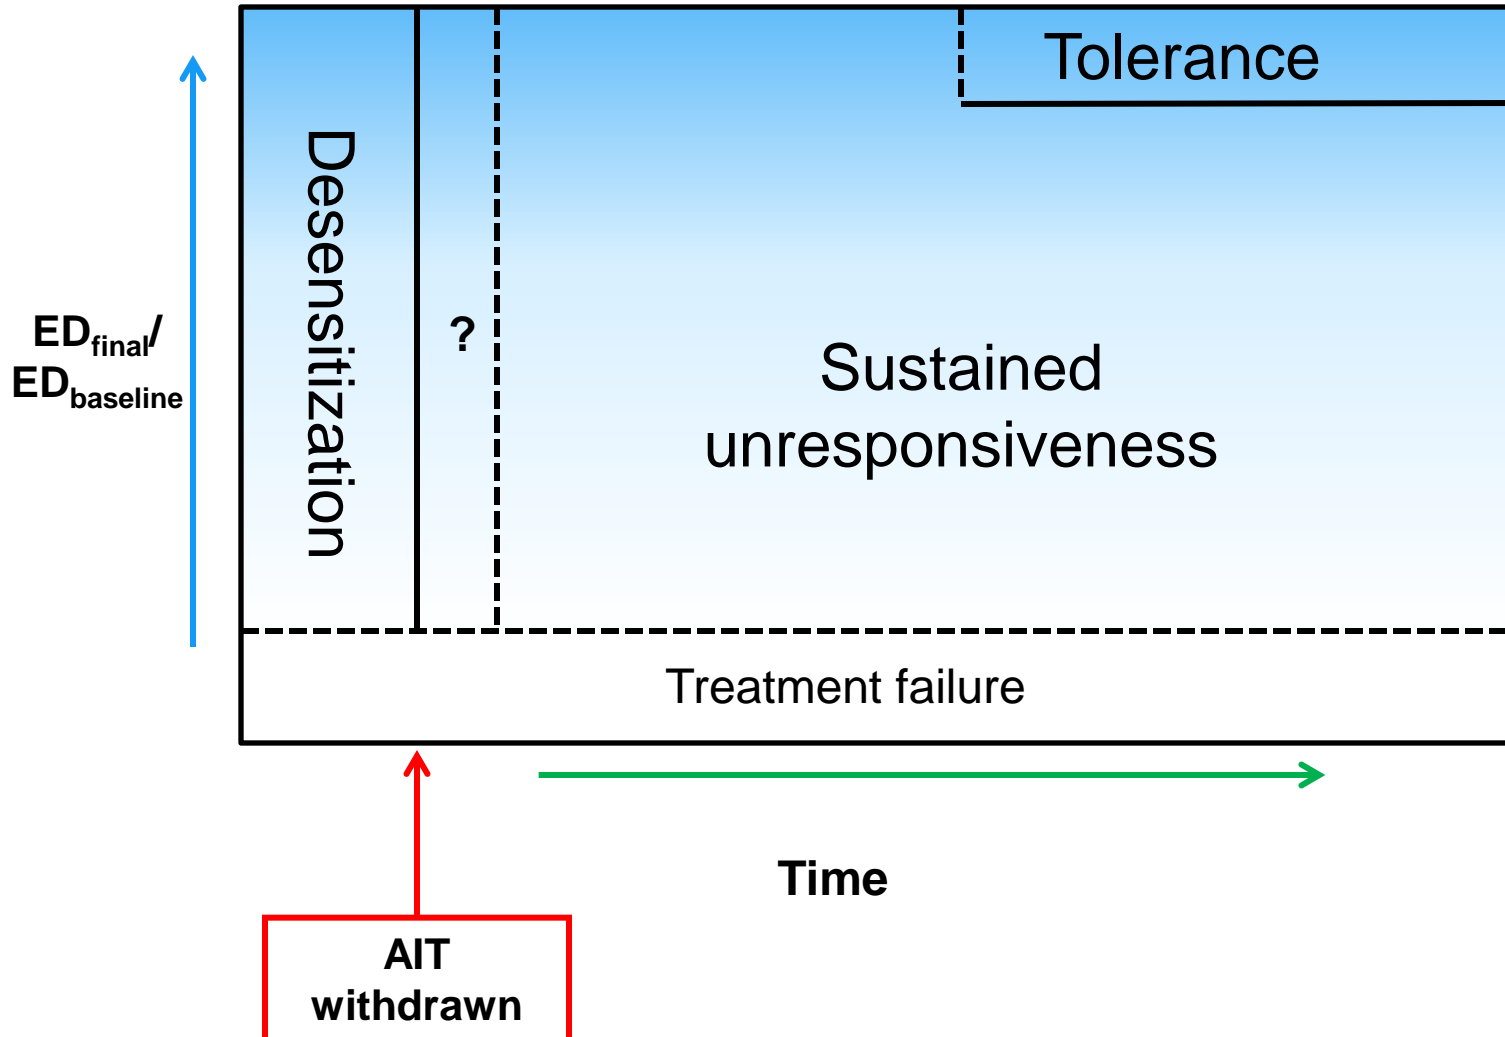 Tolerance
Desensitization
?
ED_final/
ED_baseline
Sustained
unresponsiveness
Treatment failure
Time
AIT
withdrawn